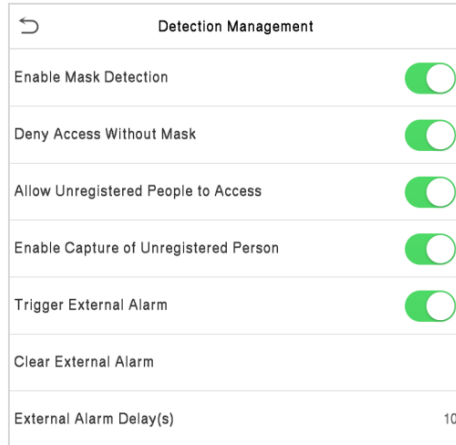 Detection Management
Enable Mask Detection
Deny Access Without Mask
Allow Unregistered People to Access
Enable Capture of Unregistered Person
Trigger External Alarm
Clear External Alarm
External Alarm Delay(s) 10